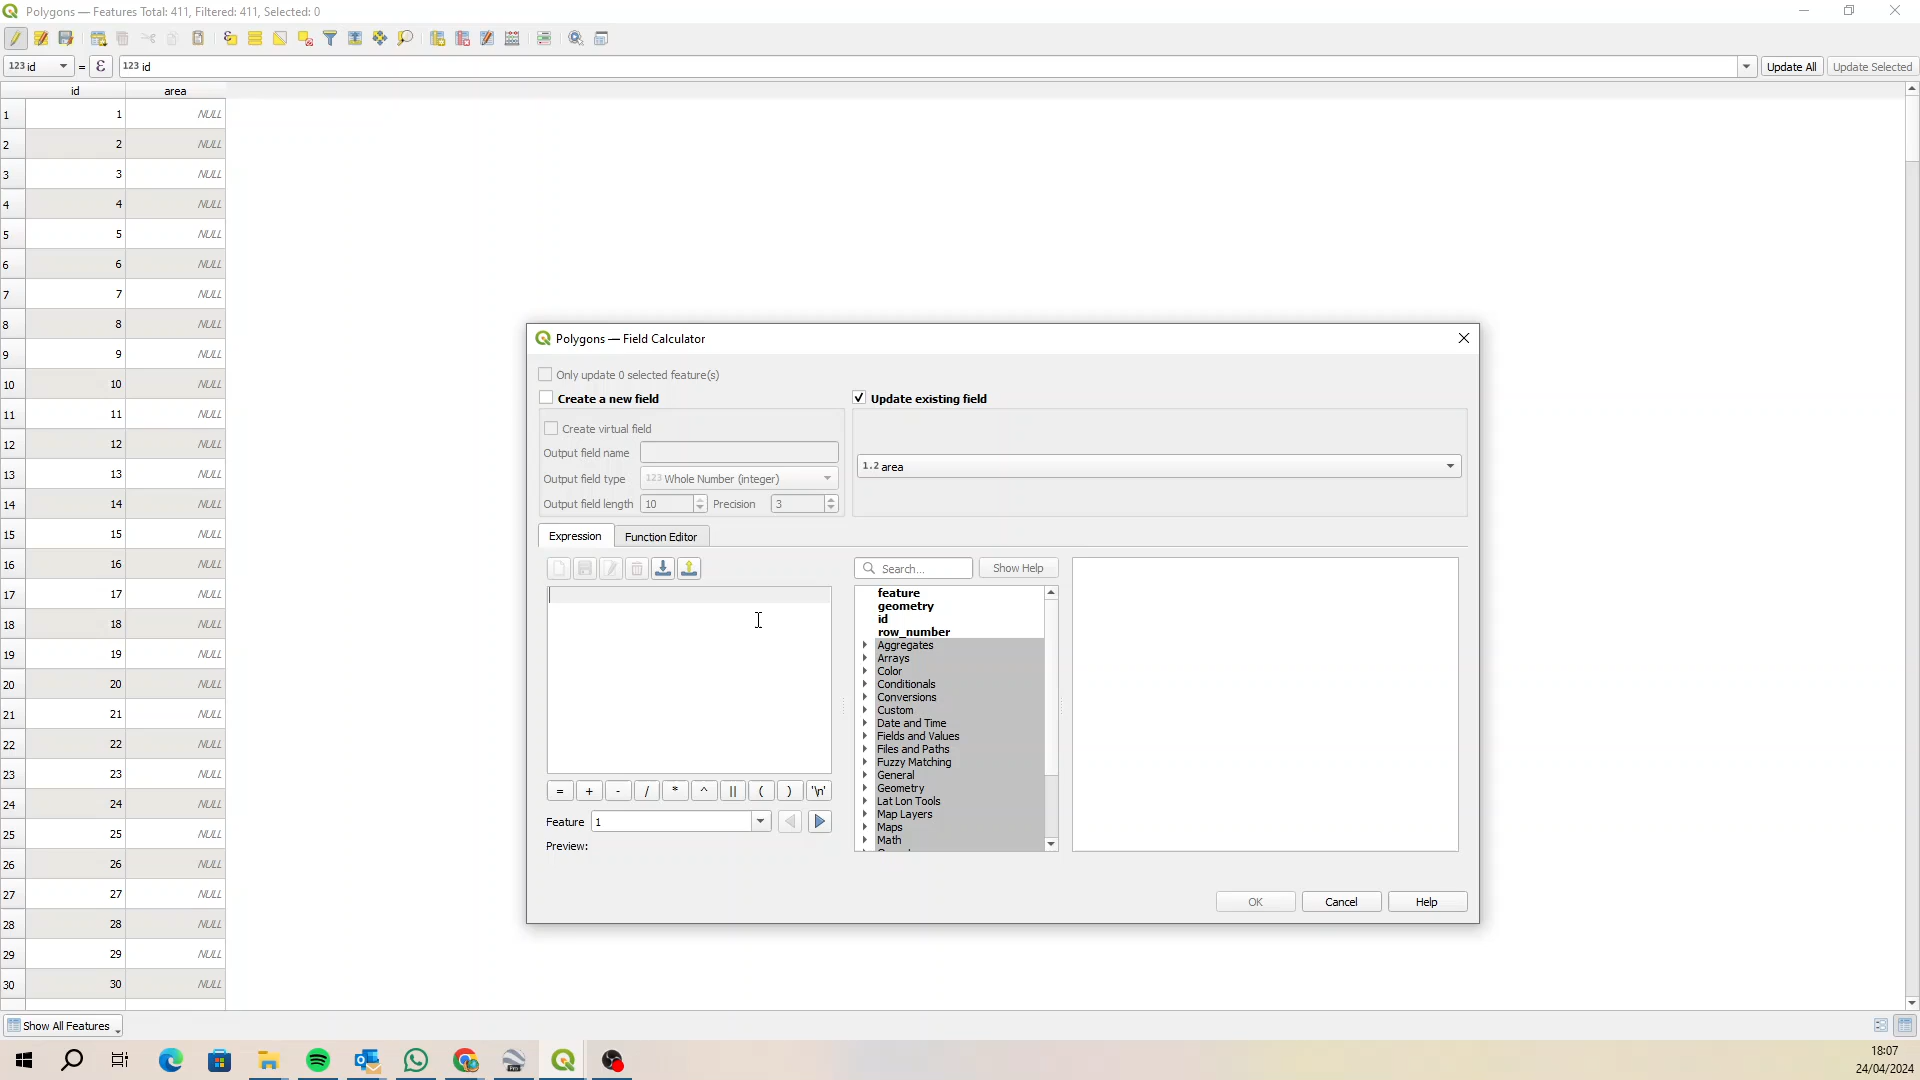 Polygons — Features Total: 411, Filtered: 411, Selected: 0
123 id = ε 123 id Update All Update Selected
id area
1 1 NULL
2 2 NULL
3 3 NULL
4 4 NULL
5 5 NULL
6 6 NULL
7 7 NULL
8 8 NULL
9 9 NULL
10 10 NULL
11 11 NULL
12 12 NULL
13 13 NULL
14 14 NULL
15 15 NULL
16 16 NULL
17 17 NULL
18 18 NULL
19 19 NULL
20 20 NULL
21 21 NULL
22 22 NULL
23 23 NULL
24 24 NULL
25 25 NULL
26 26 NULL
27 27 NULL
28 28 NULL
29 29 NULL
30 30 NULL
Polygons — Field Calculator
Only update 0 selected feature(s)
Create a new field
Update existing field
Create virtual field
Output field name
1.2 area
Output field type 123 Whole Number (integer)
Output field length 10 Precision 3
Expression Function Editor
Search... Show Help
feature
geometry
id
row_number
Aggregates
Arrays
Color
Conditionals
Conversions
Custom
Date and Time
Fields and Values
Files and Paths
Fuzzy Matching
General
Geometry
Lat Lon Tools
Map Layers
Maps
Math
= + - / * ^ || ( ) '\n'
Feature 1
Preview:
OK Cancel Help
Show All Features
Pro
18:07
24/04/2024